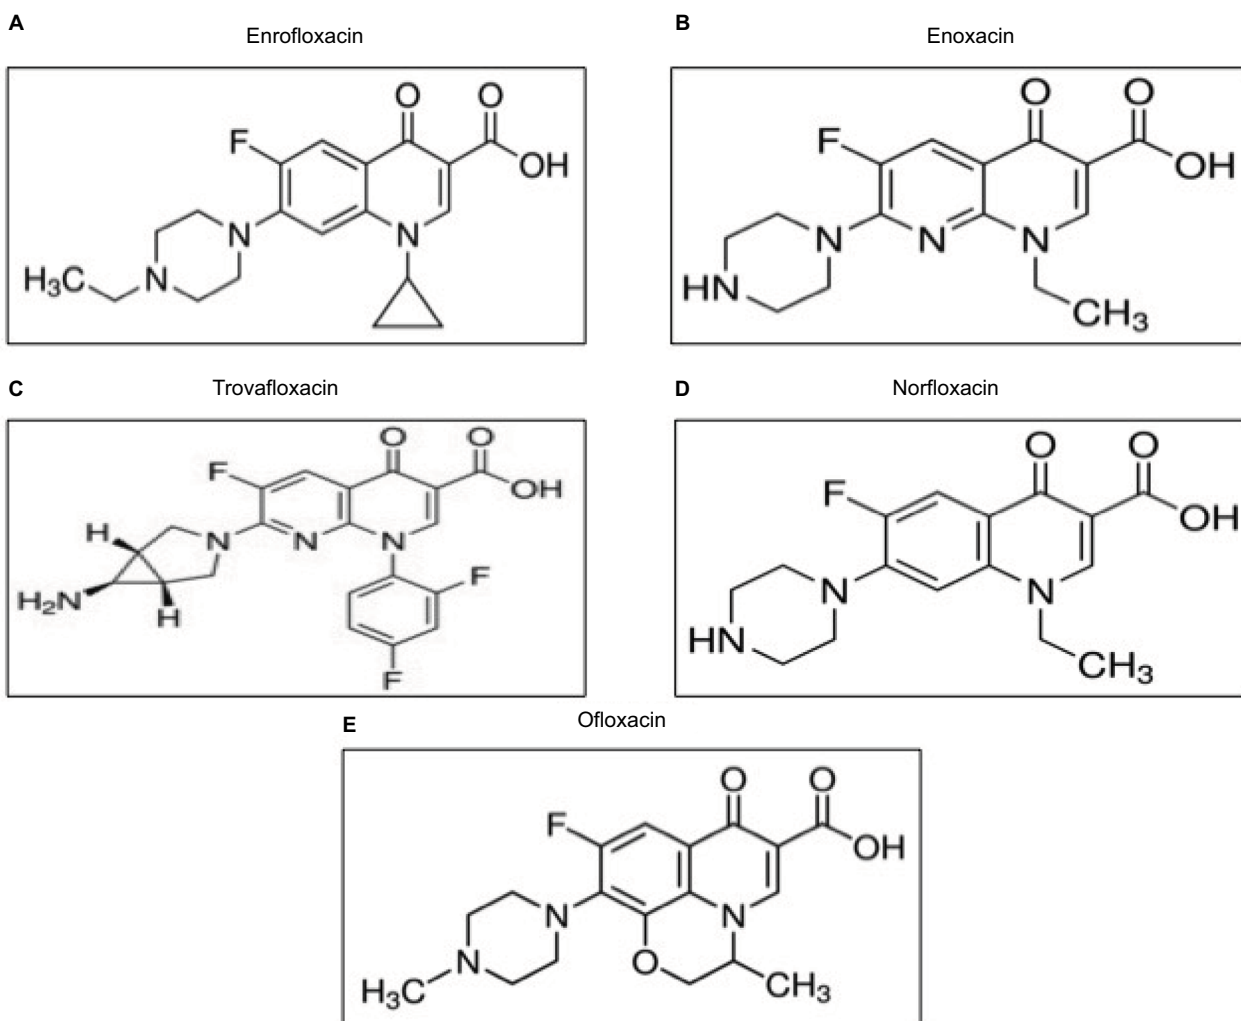 A
Enrofloxacin
O O
F
OH
N N
H₃C N
B
Enoxacin
O O
F
OH
N N N
HN
CH₃
C
Trovafloxacin
O O
F
OH
H N N N
F
H₂N
H
F
D
Norfloxacin
O O
F
OH
N N
HN
CH₃
E
Ofloxacin
O O
F
OH
N N
N O
H₃C CH₃